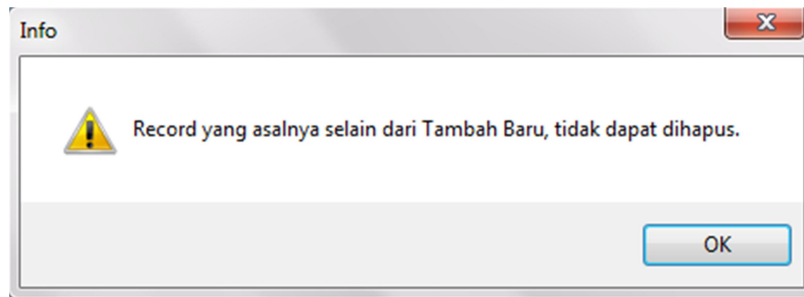 Info
Record yang asalnya selain dari Tambah Baru, tidak dapat dihapus.
OK